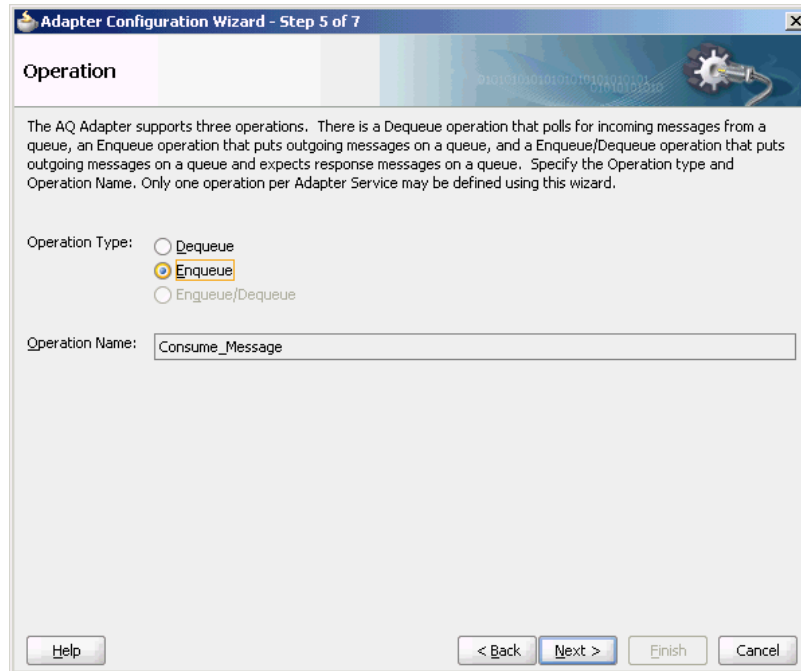 Adapter Configuration Wizard - Step 5 of 7
Operation
The AQ Adapter supports three operations. There is a Dequeue operation that polls for incoming messages from a
queue, an Enqueue operation that puts outgoing messages on a queue, and a Enqueue/Dequeue operation that puts
outgoing messages on a queue and expects response messages on a queue. Specify the Operation type and
Operation Name. Only one operation per Adapter Service may be defined using this wizard.
Operation Type:
Dequeue
Enqueue
Enqueue/Dequeue
Operation Name:
Consume_Message
Help
< Back
Next >
Finish
Cancel